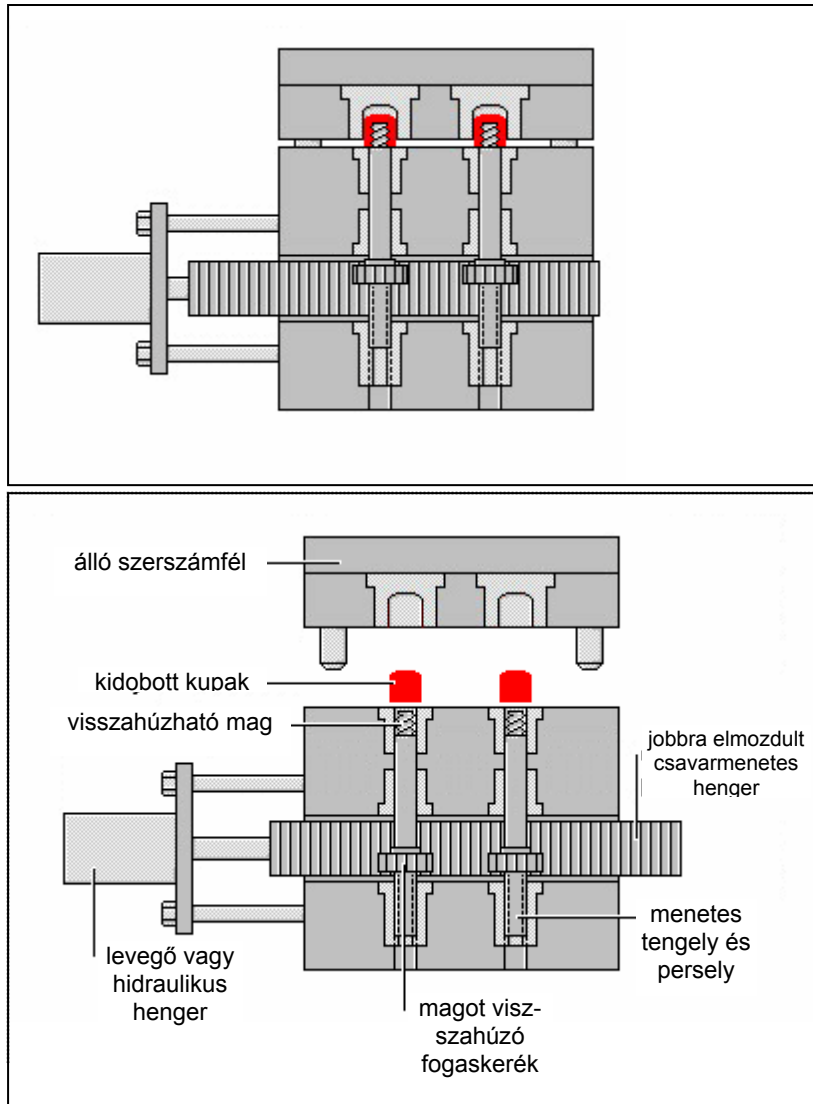 álló szerszámfél
kidobott kupak
visszahúzható mag
jobbra elmozdult
csavarmenetes
henger
levegő vagy
hidraulikus
henger
magot visz-
szahúzó
fogaskerék
menetes
tengely és
persely